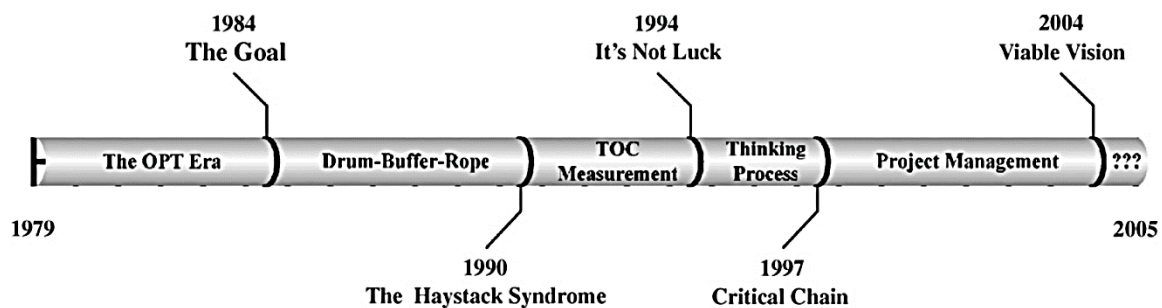 1984
The Goal
1994
It's Not Luck
2004
Viable Vision
The OPT Era
Drum-Buffer-Rope
TOC
Measurement
Thinking
Process
Project Management
???
1979
2005
1990
The Haystack Syndrome
1997
Critical Chain